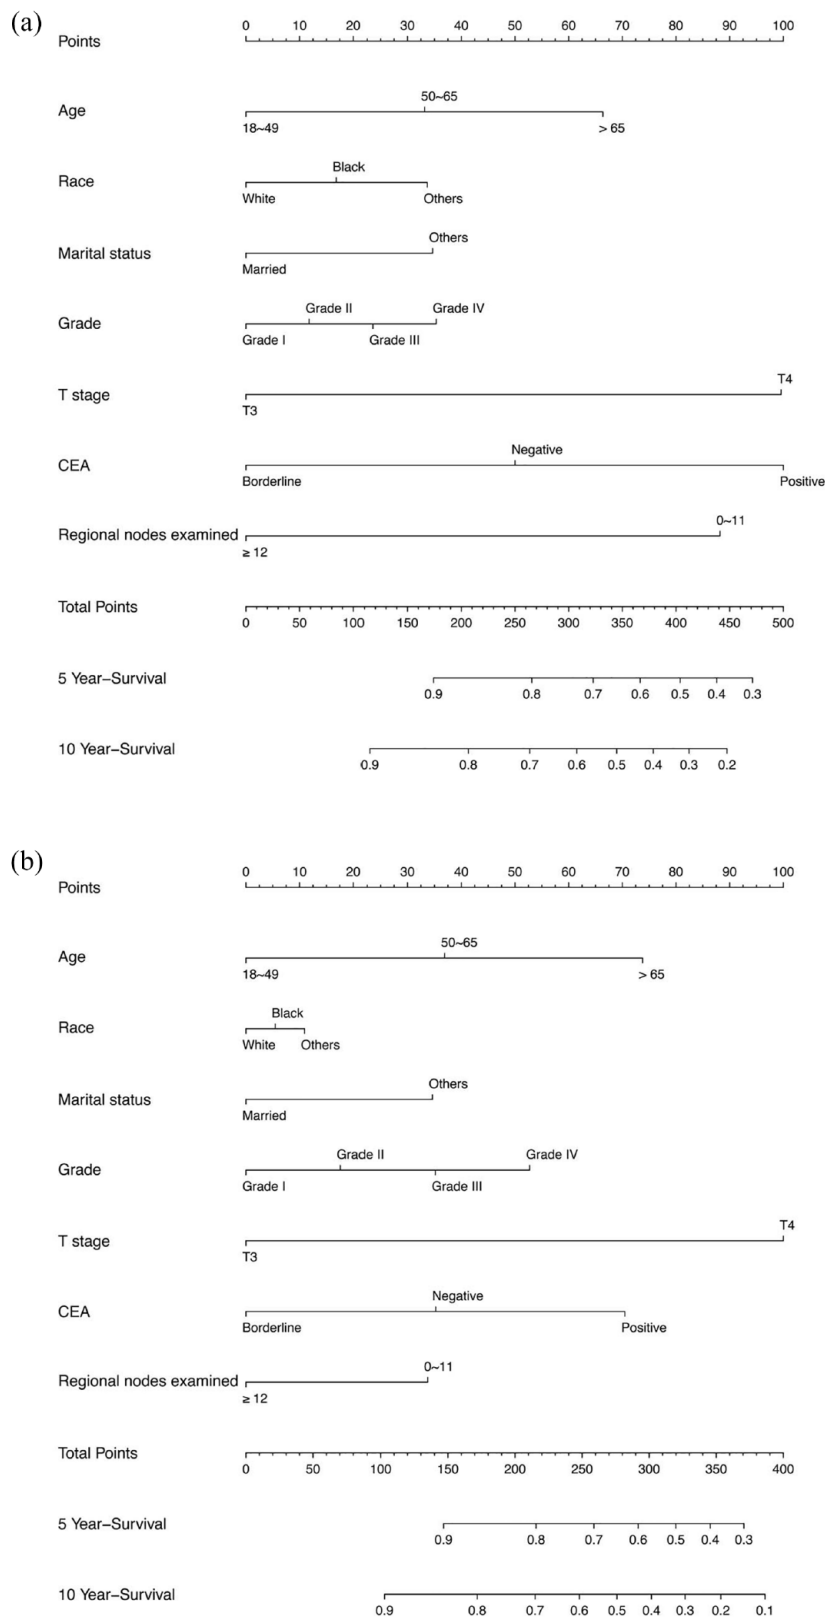 (a)
Points
0 10 20 30 40 50 60 70 80 90 100
Age
50~65
18~49 > 65
Race
Black
White Others
Marital status
Others
Married
Grade
Grade II Grade IV
Grade I Grade III
T stage
T4
T3
CEA
Negative
Borderline Positive
Regional nodes examined
0~11
≥ 12
Total Points
0 50 100 150 200 250 300 350 400 450 500
5 Year−Survival
0.9 0.8 0.7 0.6 0.5 0.4 0.3
10 Year−Survival
0.9 0.8 0.7 0.6 0.5 0.4 0.3 0.2
(b)
Points
0 10 20 30 40 50 60 70 80 90 100
Age
50~65
18~49 > 65
Race
Black
White Others
Marital status
Others
Married
Grade
Grade II Grade IV
Grade I Grade III
T stage
T4
T3
CEA
Negative
Borderline Positive
Regional nodes examined
0~11
≥ 12
Total Points
0 50 100 150 200 250 300 350 400
5 Year−Survival
0.9 0.8 0.7 0.6 0.5 0.4 0.3
10 Year−Survival
0.9 0.8 0.7 0.6 0.5 0.4 0.3 0.2 0.1